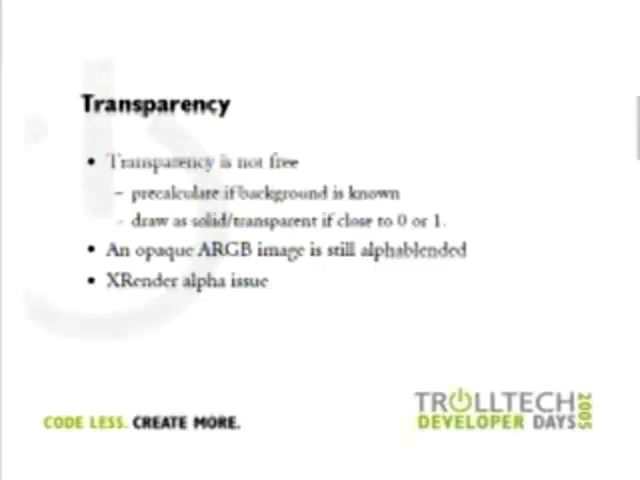 Transparency
• Transparency is not free
– precalculate if background is known
– draw as solid/transparent if close to 0 or 1.
• An opaque ARGB image is still alphablended
• XRender alpha issue
CODE LESS. CREATE MORE.
TROLLTECH
DEVELOPER DAYS
2005